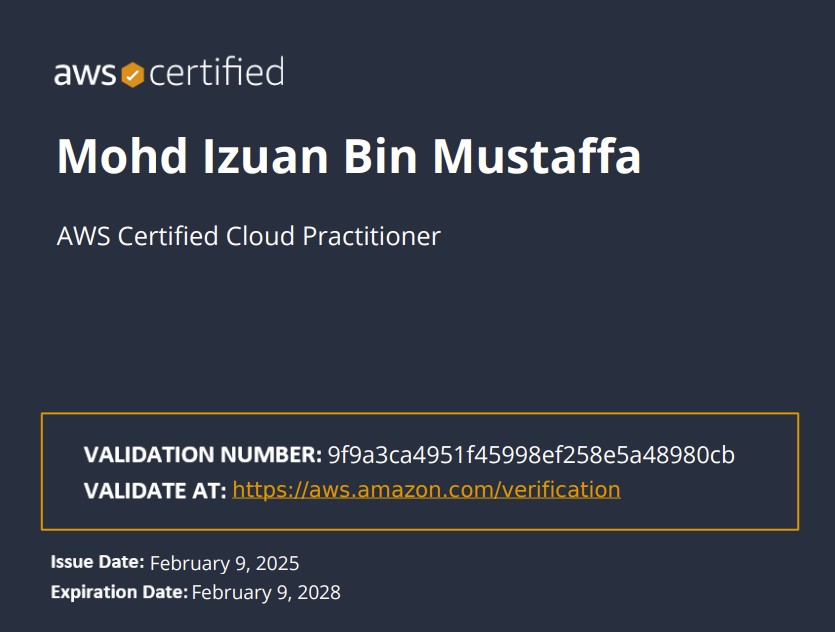 aws certified
Mohd Izuan Bin Mustaffa
AWS Certified Cloud Practitioner
VALIDATION NUMBER: 9f9a3ca4951f45998ef258e5a48980cb
VALIDATE AT: https://aws.amazon.com/verification
Issue Date: February 9, 2025
Expiration Date: February 9, 2028